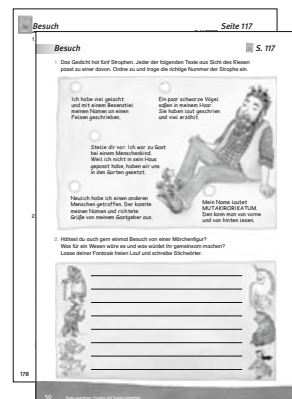 Besuch
Seite 117
1.
Besuch
S. 117
1. Das Gedicht hat fünf Strophen. Jeder der folgenden Texte aus Sicht des Riesen
passt zu einer davon. Ordne zu und trage die richtige Nummer der Strophe ein.
Ich habe viel gelacht
und mit einem Besenstiel
meinen Namen an einen
Felsen geschrieben.
Ein paar schwarze Vögel
saßen in meinem Haar.
Sie haben laut geschrien
und viel erzählt.
Stelle dir vor: Ich war zu Gast
bei einem Menschenkind.
Weil ich nicht in sein Haus
gepasst habe, haben wir uns
in den Garten gesetzt.
Neulich habe ich einen anderen
Menschen getroffen. Der kannte
meinen Namen und richtete
Grüße von meinem Gastgeber aus.
Mein Name lautet
MUTAKIRORIKATUM.
Den kann man von vorne
und von hinten lesen.
2.
2. Hättest du auch gern einmal Besuch von einer Märchenfigur?
Was für ein Wesen wäre es und was würdet ihr gemeinsam machen?
Lasse deiner Fantasie freien Lauf und schreibe Stichwörter.
178
50